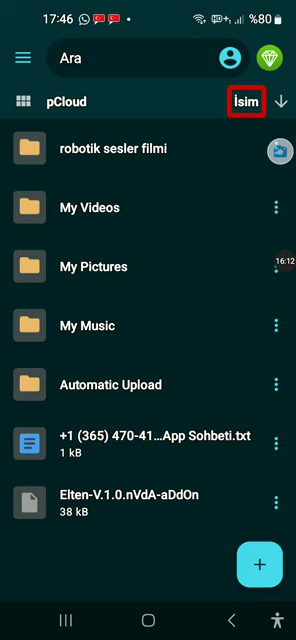 17:46
%80
Ara
pCloud
İsim
robotik sesler filmi
My Videos
16:12
My Pictures
My Music
Automatic Upload
+1 (365) 470-41...App Sohbeti.txt
1 kB
Elten-V.1.0.nVdA-aDdOn
38 kB